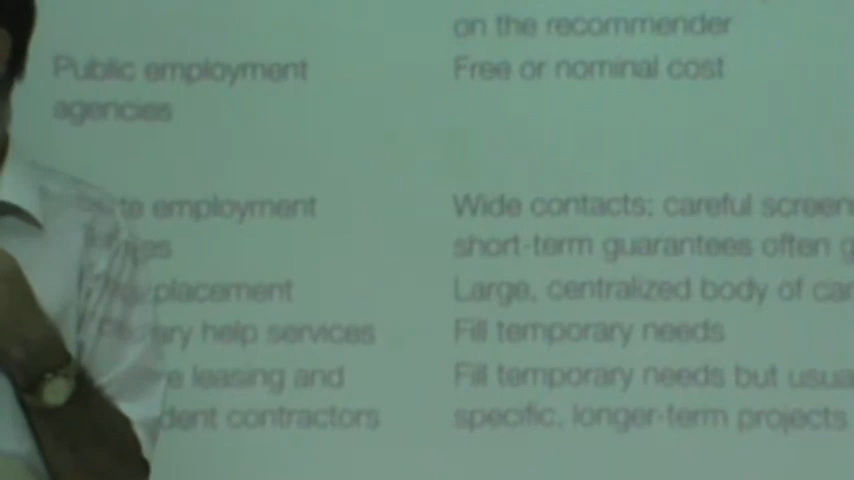 on the recommender
Public employment
Free or nominal cost
agencies
employment
Wide contacts; careful
short-term guarantees often
placement
Large, centralized body of
help services
Fill temporary needs
leasing and
Fill temporary needs but
contractors
specific, longer-term projects